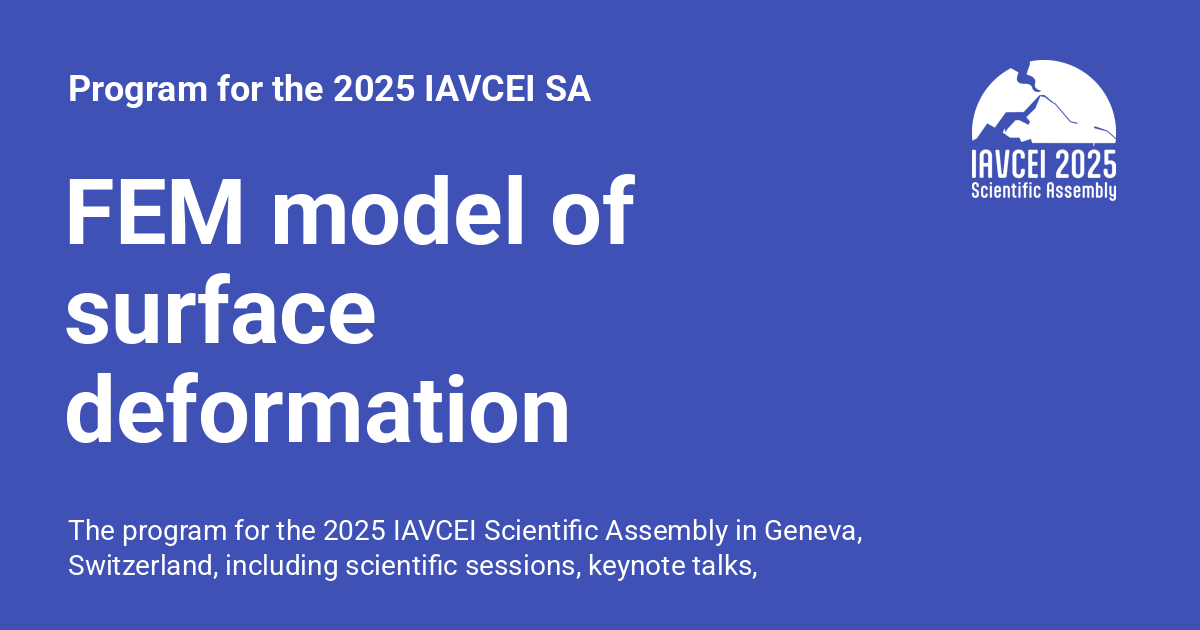 Program for the 2025 IAVCEI SA
IAVCEI 2025
Scientific Assembly
FEM model of
surface
deformation
The program for the 2025 IAVCEI Scientific Assembly in Geneva,
Switzerland, including scientific sessions, keynote talks,